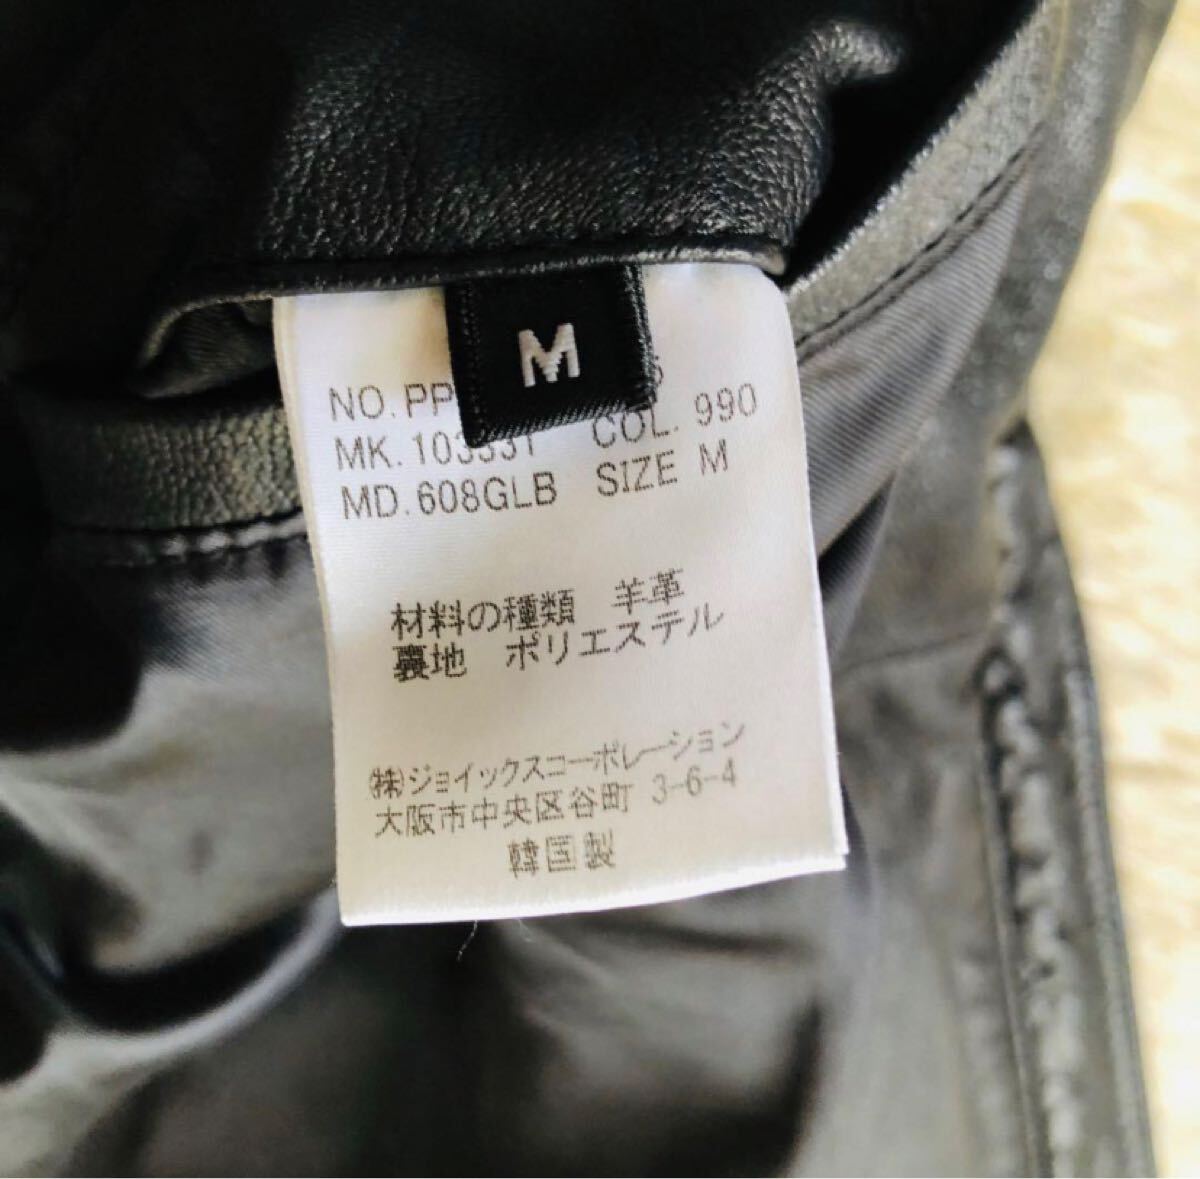 M
NO. PP
MK. 103331 COL. 990
MD. 608GLB SIZE M
材料の種類 羊革
裏地 ポリエステル
㈱ジョイックスコーポレーション
大阪市中央区谷町 3-6-4
韓国製